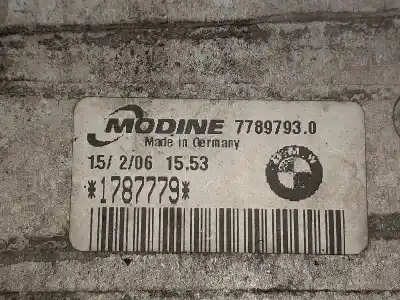 MODINE 7789793.0
Made in Germany
15/ 2/06 15.53
BMW
*1787779*